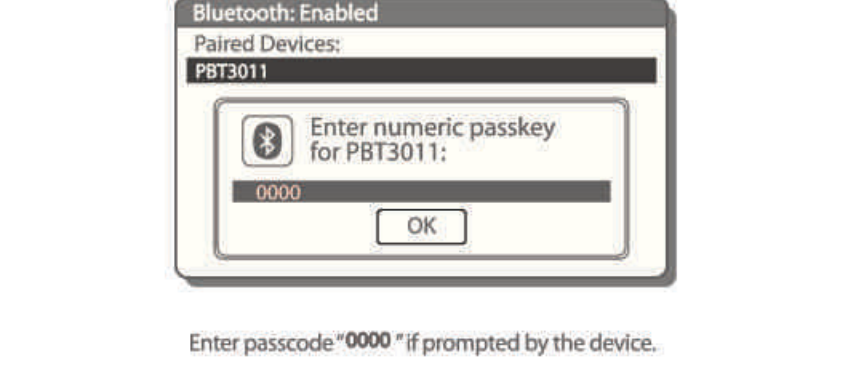 Bluetooth: Enabled
Paired Devices:
PBT3011
Enter numeric passkey
for PBT3011:
0000
OK
Enter passcode "0000 " if prompted by the device.